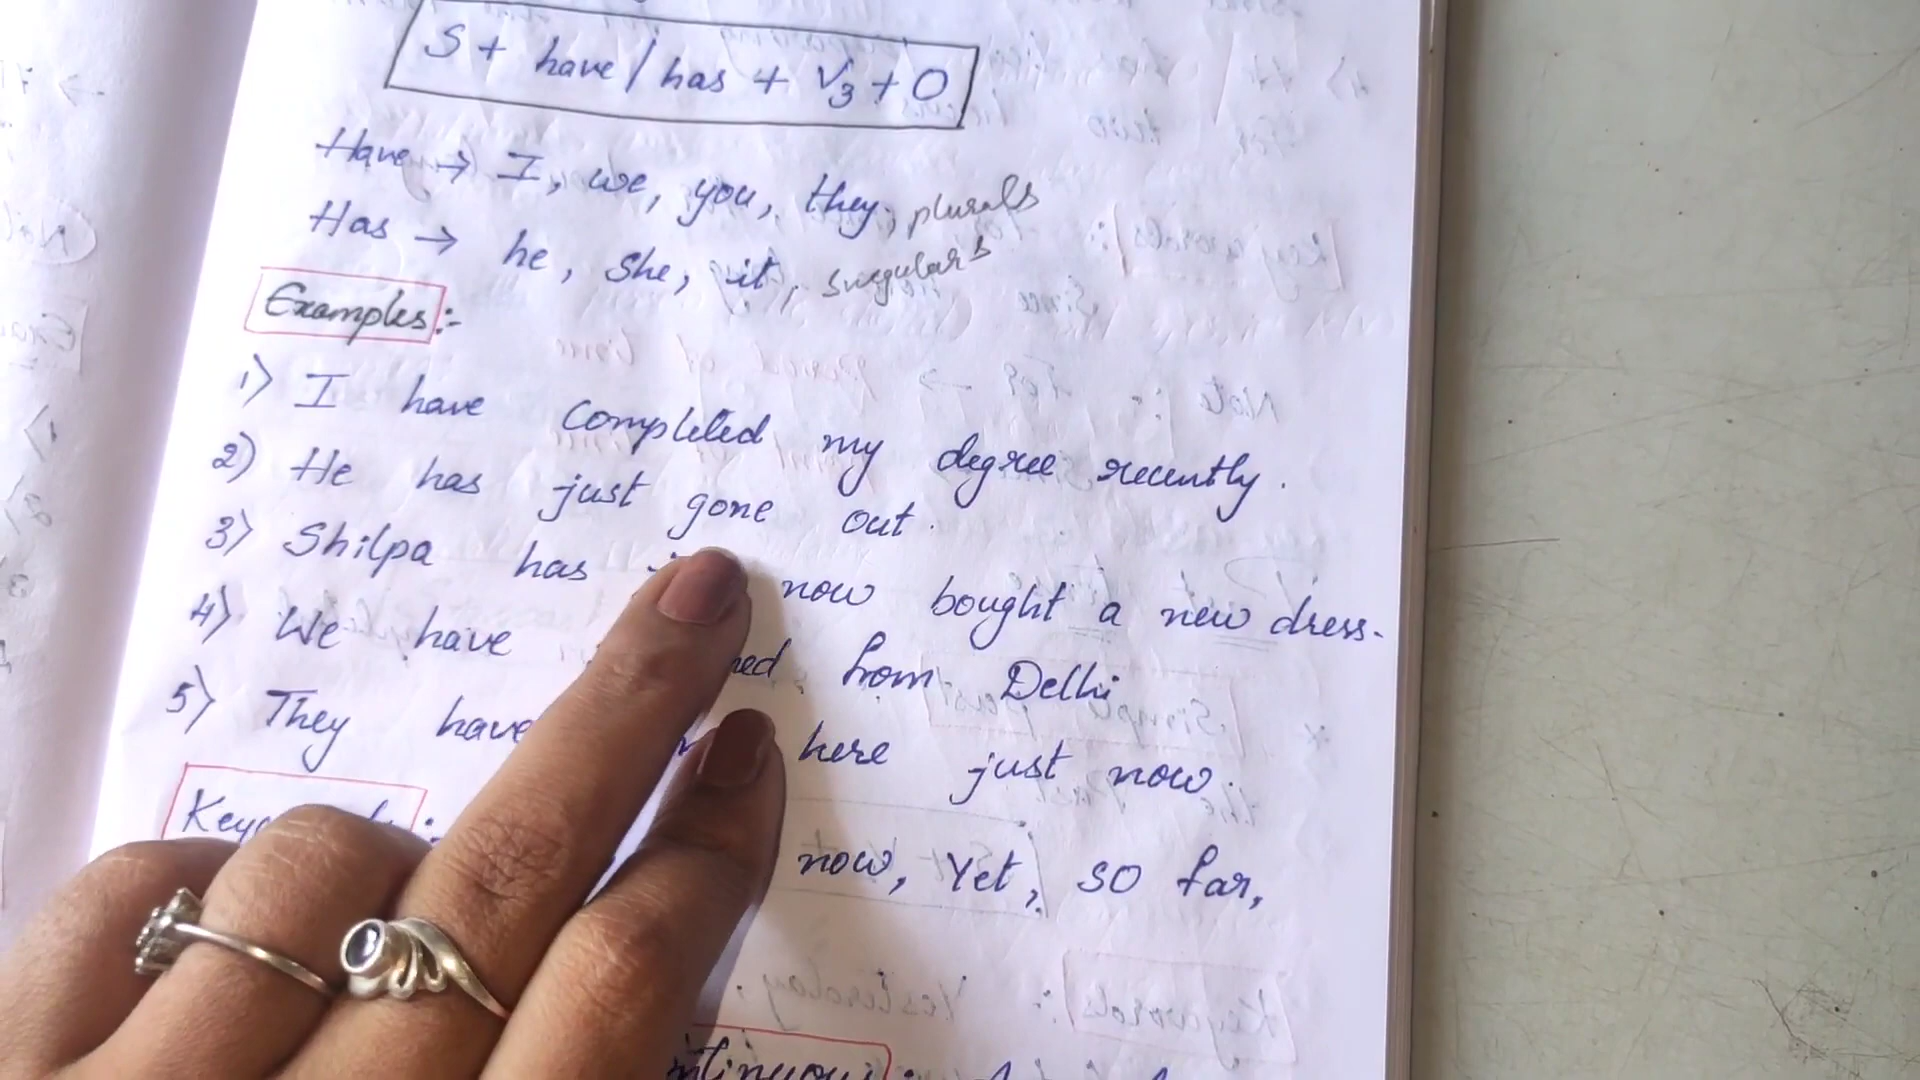 S + have / has + V3 + O
Have → I, we, you, they, plurals
Has → he, she, it, singulars
Examples :-
1) I have completed my degree recently.
2) He has just gone out.
3) Shilpa has now bought a new dress.
4) We have from Delhi
5) They have here just now.
now, Yet, so far,